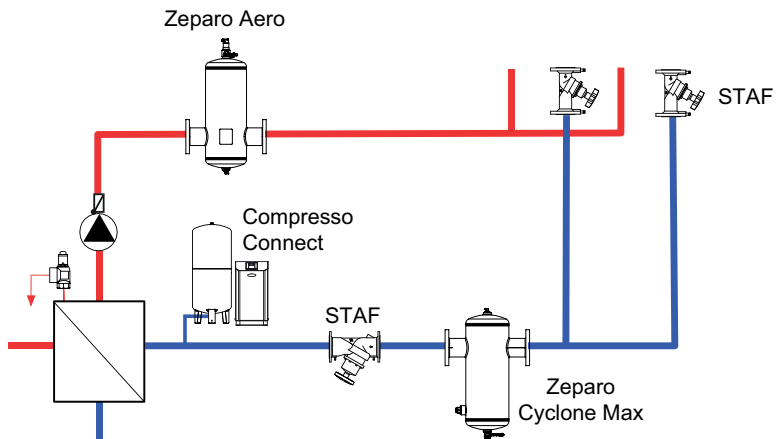 Zeparo Aero
STAF
Compresso
Connect
STAF
Zeparo
Cyclone Max